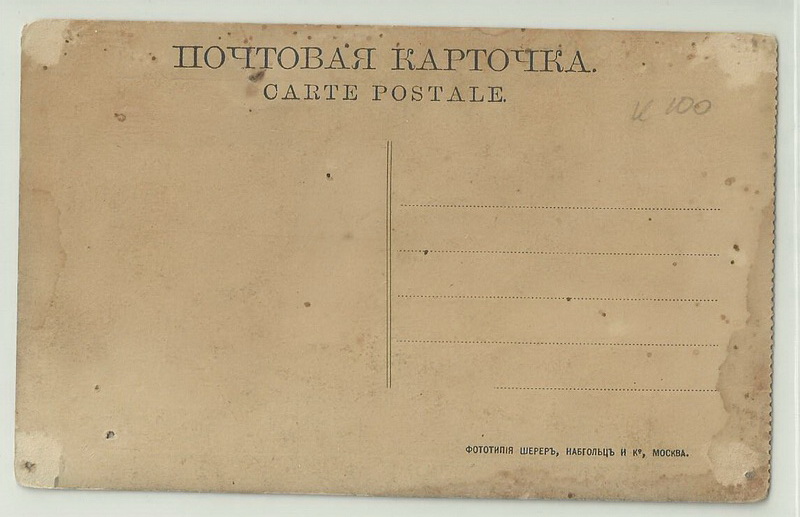 ПОЧТОВАЯ КАРТОЧКА.
CARTE POSTALE.
К 100
ФОТОТИПІЯ ШЕРЕРЪ, НАБГОЛЬЦЪ И Кº, МОСКВА.